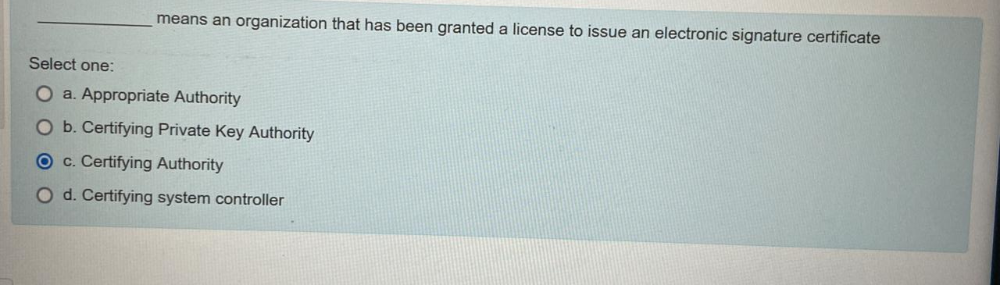 __________ means an organization that has been granted a license to issue an electronic signature certificate
Select one:
a. Appropriate Authority
b. Certifying Private Key Authority
c. Certifying Authority
d. Certifying system controller